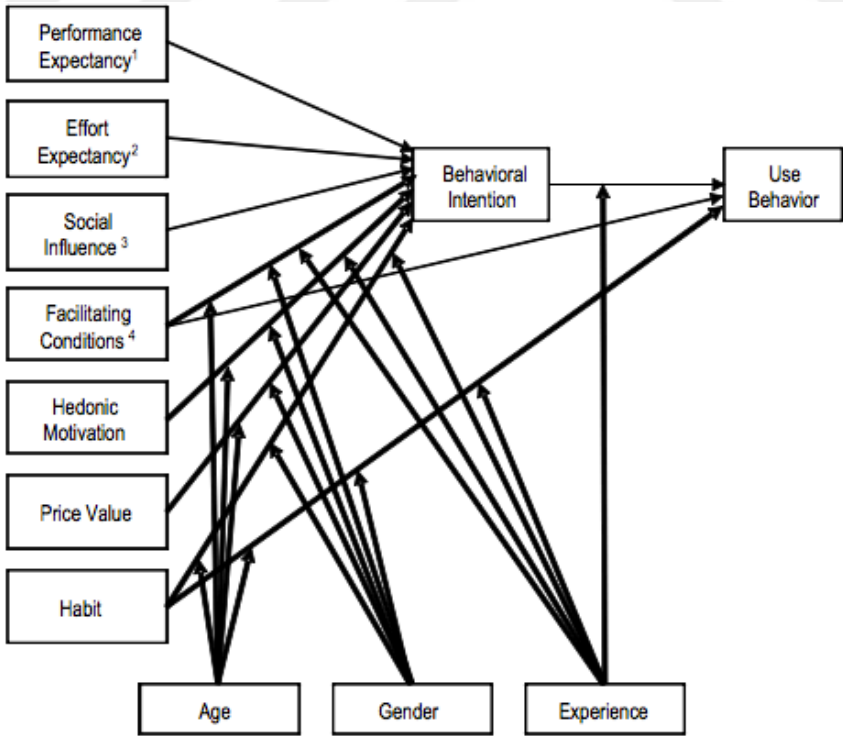 Performance
Expectancy¹
Effort
Expectancy²
Social
Influence ³
Facilitating
Conditions ⁴
Hedonic
Motivation
Price Value
Habit
Behavioral
Intention
Use
Behavior
Age
Gender
Experience